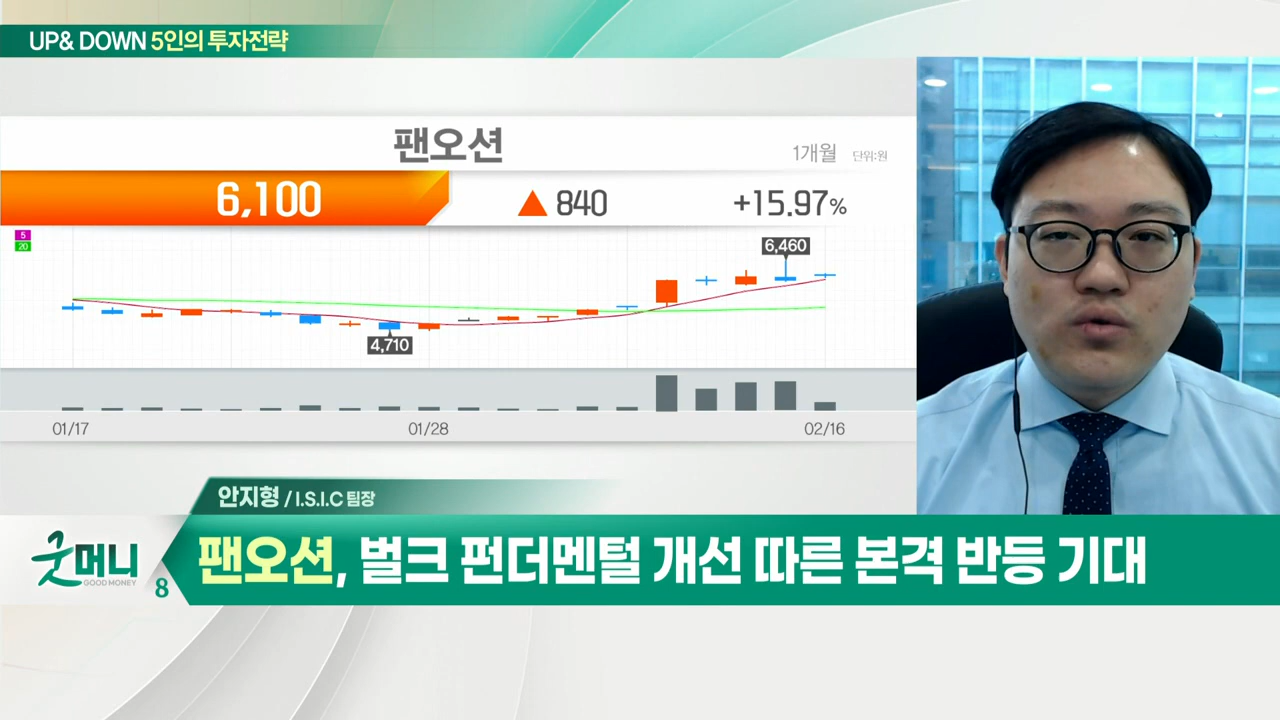 UP& DOWN 5인의 투자전략
팬오션
1개월 단위:원
6,100 ▲ 840 +15.97%
5
20
6,460
4,710
01/17 01/28 02/16
안지형 / I.S.I.C 팀장
굿머니
GOOD MONEY
8
팬오션, 벌크 펀더멘털 개선 따른 본격 반등 기대